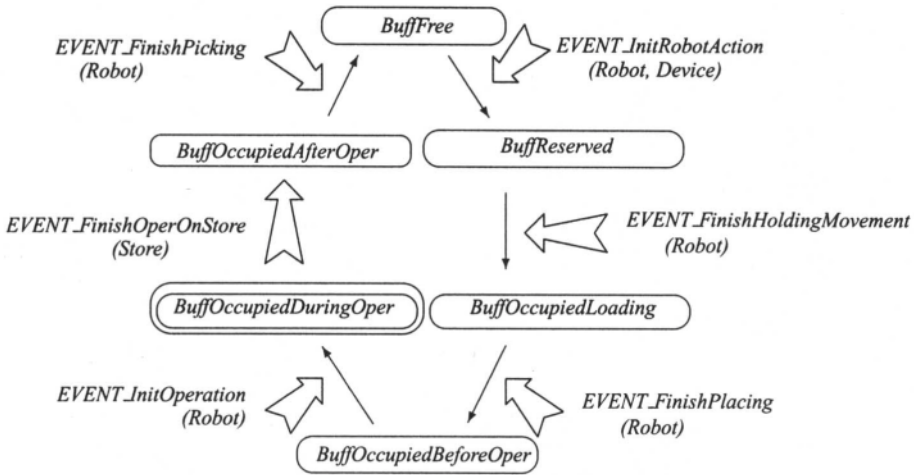 BuffFree
EVENT_FinishPicking
(Robot)
EVENT_InitRobotAction
(Robot, Device)
BuffOccupiedAfterOper
BuffReserved
EVENT_FinishOperOnStore
(Store)
EVENT_FinishHoldingMovement
(Robot)
BuffOccupiedDuringOper
BuffOccupiedLoading
EVENT_InitOperation
(Robot)
EVENT_FinishPlacing
(Robot)
BuffOccupiedBeforeOper